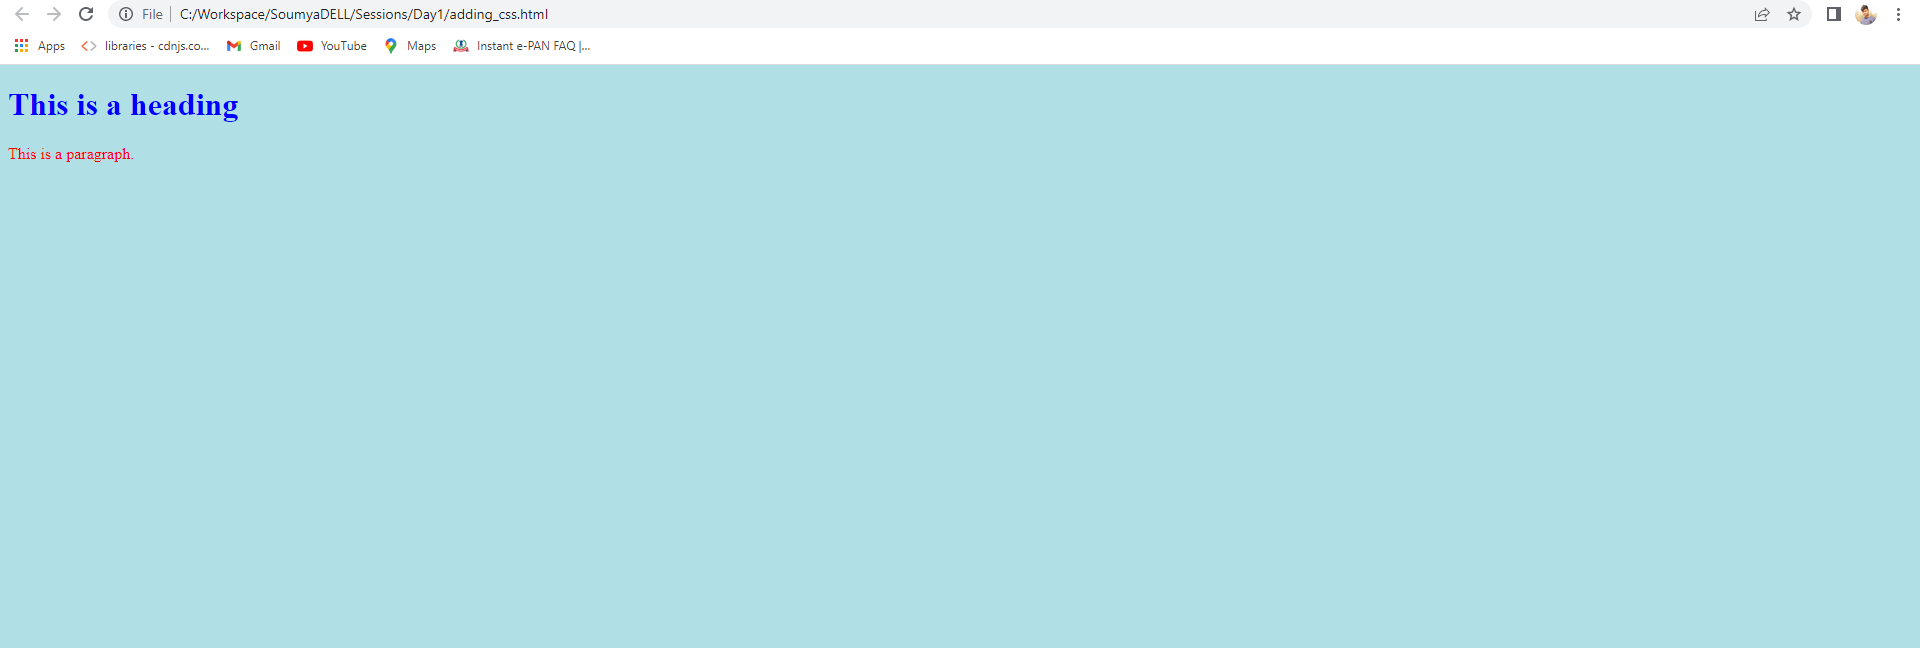 File C:/Workspace/SoumyaDELL/Sessions/Day1/adding_css.html
Apps libraries - cdnjs.co... Gmail YouTube Maps Instant e-PAN FAQ |...
This is a heading
This is a paragraph.